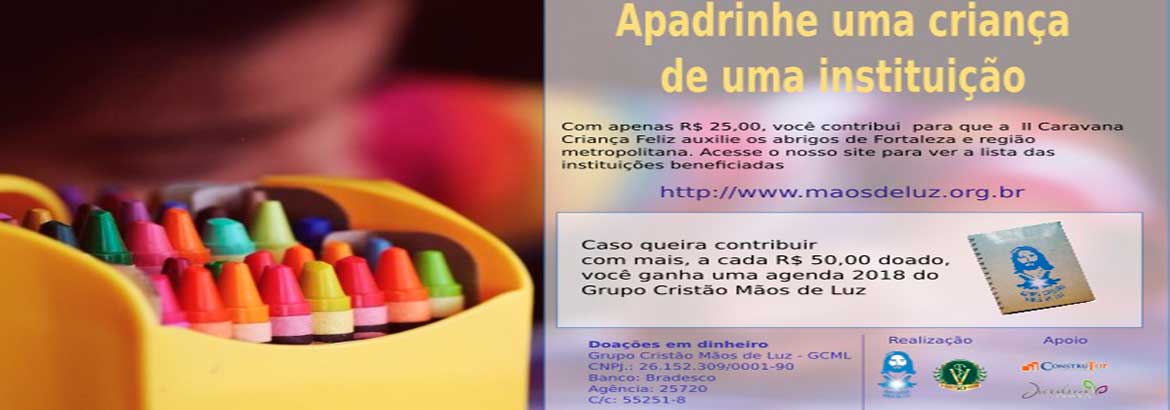 Apadrinhe uma criança
de uma instituição
Com apenas R$ 25,00, você contribui para que a II Caravana
Criança Feliz auxilie os abrigos de Fortaleza e região
metropolitana. Acesse o nosso site para ver a lista das
instituições beneficiadas
http://www.maosdeluz.org.br
Caso queira contribuir
com mais, a cada R$ 50,00 doado,
você ganha uma agenda 2018 do
Grupo Cristão Mãos de Luz
Doações em dinheiro
Grupo Cristão Mãos de Luz - GCML
CNPJ.: 26.152.309/0001-90
Banco: Bradesco
Agência: 25720
C/c: 55251-8
Realização
Apoio
CONSTRUTOP